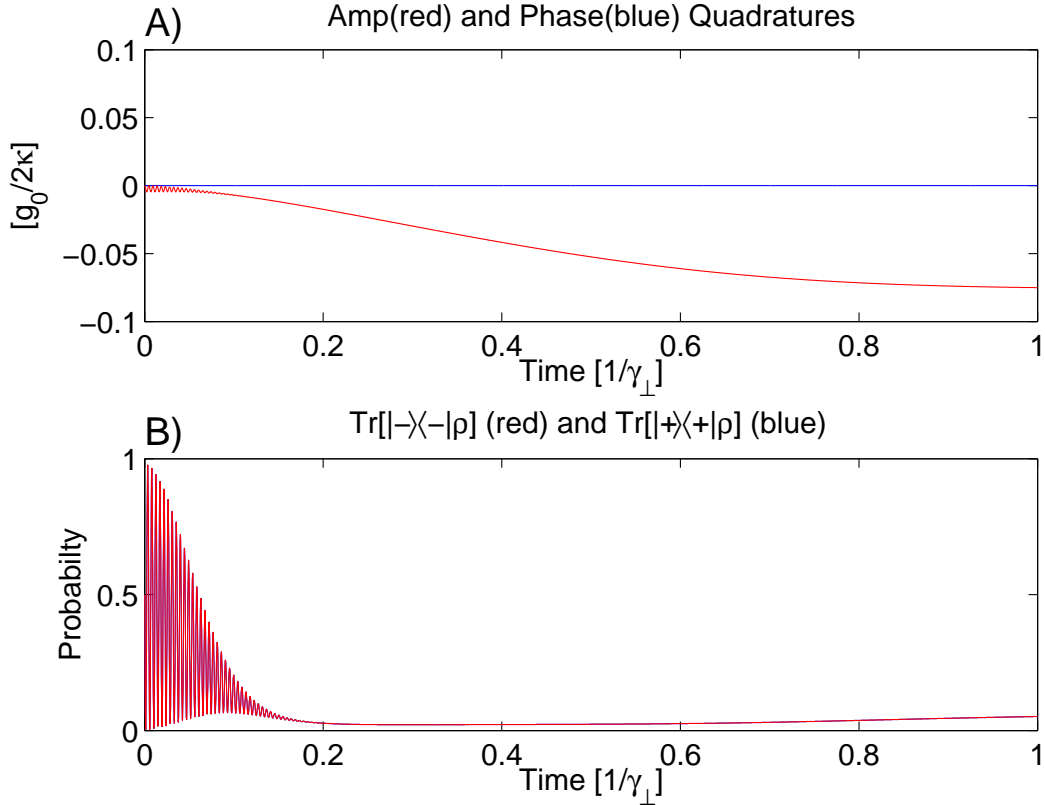 A)
Amp(red) and Phase(blue) Quadratures
[g₀/2κ]
0.1
0.05
0
−0.05
−0.1
0 0.2 0.4 0.6 0.8 1
Time [1/γ⊥]
B)
Tr[|−⟩⟨−|ρ] (red) and Tr[|+⟩⟨+|ρ] (blue)
Probabilty
1
0.5
0
0 0.2 0.4 0.6 0.8 1
Time [1/γ⊥]